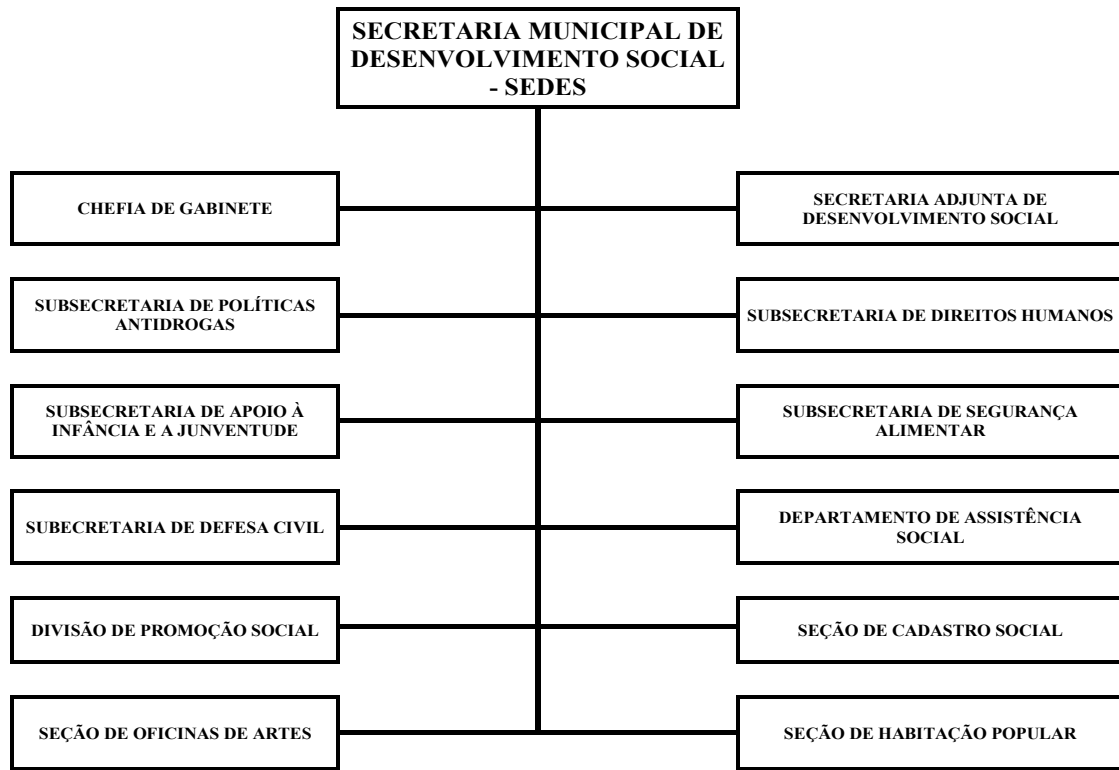 SECRETARIA MUNICIPAL DE
DESENVOLVIMENTO SOCIAL
- SEDES
CHEFIA DE GABINETE
SECRETARIA ADJUNTA DE
DESENVOLVIMENTO SOCIAL
SUBSECRETARIA DE POLÍTICAS
ANTIDROGAS
SUBSECRETARIA DE DIREITOS HUMANOS
SUBSECRETARIA DE APOIO À
INFÂNCIA E A JUNVENTUDE
SUBSECRETARIA DE SEGURANÇA
ALIMENTAR
SUBECRETARIA DE DEFESA CIVIL
DEPARTAMENTO DE ASSISTÊNCIA
SOCIAL
DIVISÃO DE PROMOÇÃO SOCIAL
SEÇÃO DE CADASTRO SOCIAL
SEÇÃO DE OFICINAS DE ARTES
SEÇÃO DE HABITAÇÃO POPULAR